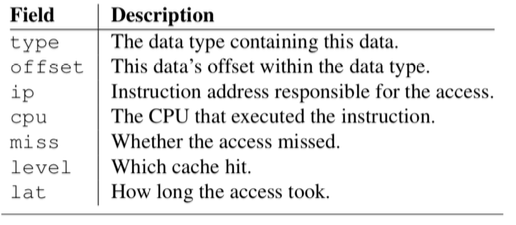 Field Description
type The data type containing this data.
offset This data's offset within the data type.
ip Instruction address responsible for the access.
cpu The CPU that executed the instruction.
miss Whether the access missed.
level Which cache hit.
lat How long the access took.